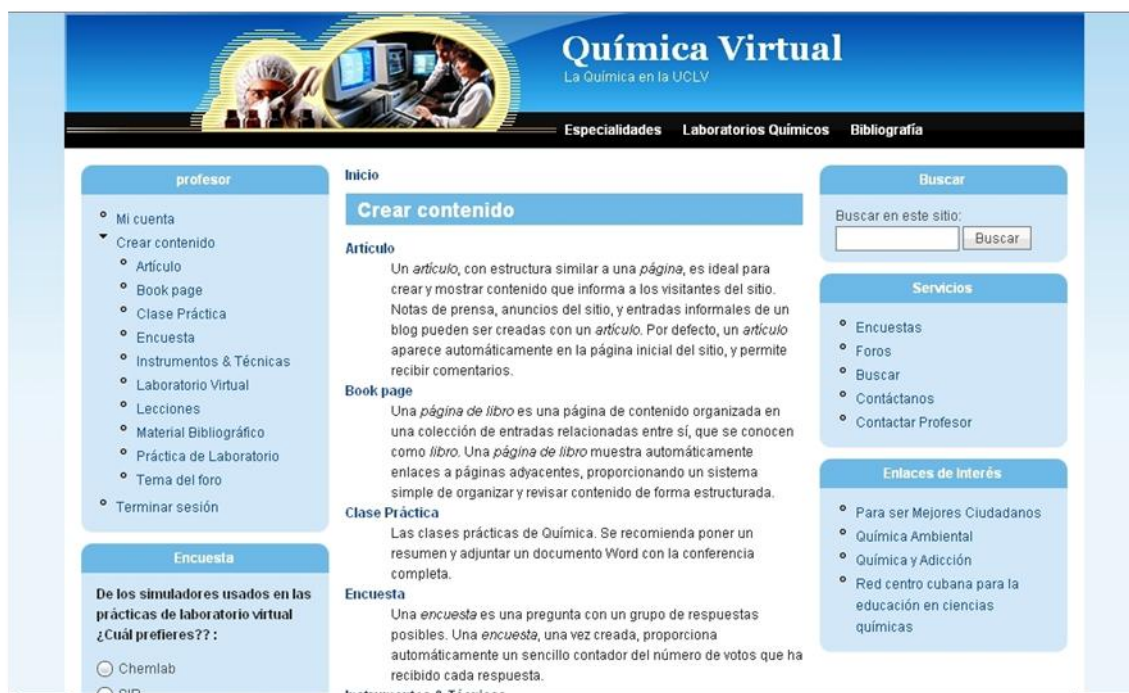 Química Virtual
La Química en la UCLV
Especialidades Laboratorios Químicos Bibliografía
profesor
Mi cuenta
Crear contenido
Artículo
Book page
Clase Práctica
Encuesta
Instrumentos & Técnicas
Laboratorio Virtual
Lecciones
Material Bibliográfico
Práctica de Laboratorio
Tema del foro
Terminar sesión
Encuesta
De los simuladores usados en las
prácticas de laboratorio virtual
¿Cuál prefieres?? :
Chemlab
Inicio
Crear contenido
Artículo
Un artículo, con estructura similar a una página, es ideal para
crear y mostrar contenido que informa a los visitantes del sitio.
Notas de prensa, anuncios del sitio, y entradas informales de un
blog pueden ser creadas con un artículo. Por defecto, un artículo
aparece automáticamente en la página inicial del sitio, y permite
recibir comentarios.
Book page
Una página de libro es una página de contenido organizada en
una colección de entradas relacionadas entre sí, que se conocen
como libro. Una página de libro muestra automáticamente
enlaces a páginas adyacentes, proporcionando un sistema
simple de organizar y revisar contenido de forma estructurada.
Clase Práctica
Las clases prácticas de Química. Se recomienda poner un
resumen y adjuntar un documento Word con la conferencia
completa.
Encuesta
Una encuesta es una pregunta con un grupo de respuestas
posibles. Una encuesta, una vez creada, proporciona
automáticamente un sencillo contador del número de votos que ha
recibido cada respuesta.
Instrumentos & Técnicas
Buscar
Buscar en este sitio:
Buscar
Servicios
Encuestas
Foros
Buscar
Contáctanos
Contactar Profesor
Enlaces de Interés
Para ser Mejores Ciudadanos
Química Ambiental
Química y Adicción
Red centro cubana para la
educación en ciencias
químicas